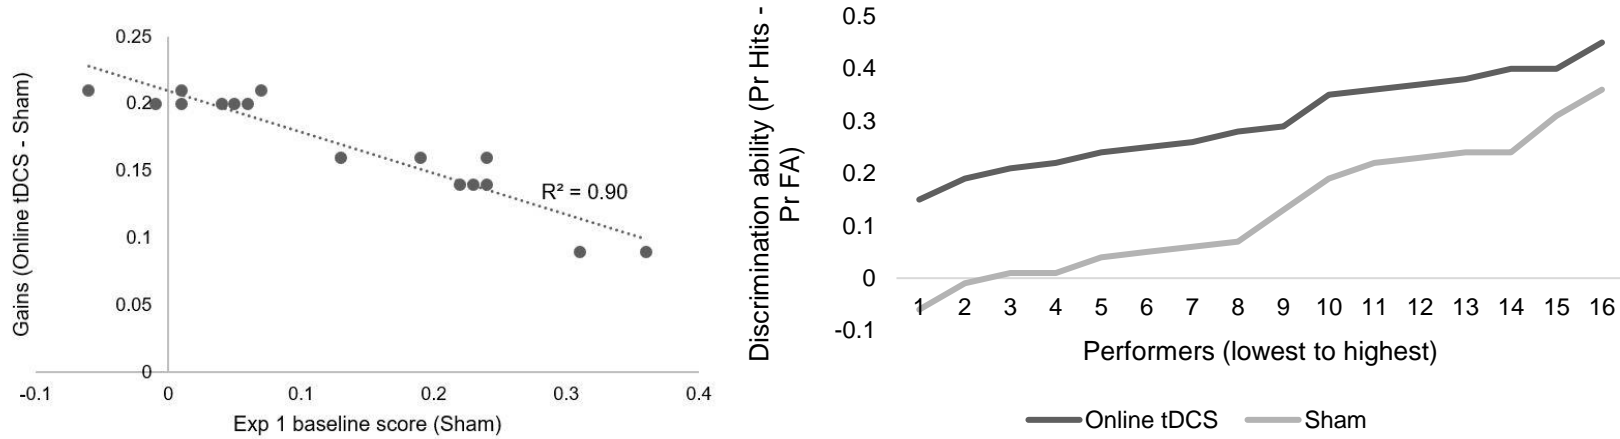 Gains (Online tDCS - Sham)
0.25
0.2
0.15
0.1
0.05
0
-0.1
0
0.1
0.2
0.3
0.4
R² = 0.90
Exp 1 baseline score (Sham)
Discrimination ability (Pr Hits -
Pr FA)
0.5
0.4
0.3
0.2
0.1
0
-0.1
1 2 3 4 5 6 7 8 9 10 11 12 13 14 15 16
Performers (lowest to highest)
Online tDCS
Sham